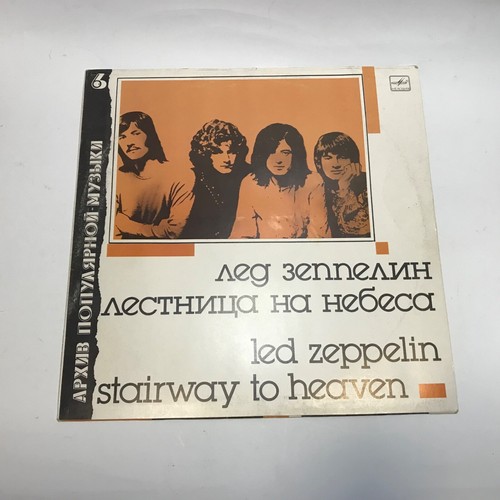 6
АРХИВ ПОПУЛЯРНОЙ МУЗЫКИ
лед зеппелин
лестница на небеса
led zeppelin
stairway to heaven